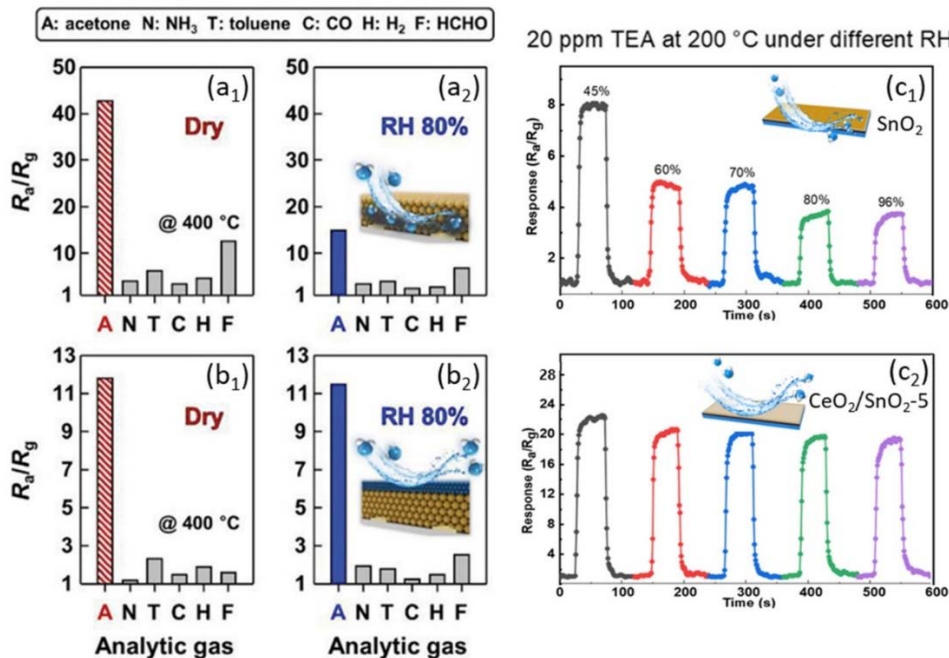 A: acetone N: NH₃ T: toluene C: CO H: H₂ F: HCHO
50
40
30
20
10
1
Rₐ/R_g
(a₁)
Dry
@ 400 °C
A N T C H F
50
40
30
20
10
1
(a₂)
RH 80%
A N T C H F
13
11
9
7
5
3
1
Rₐ/R_g
(b₁)
Dry
@ 400 °C
A N T C H F
Analytic gas
13
11
9
7
5
3
1
(b₂)
RH 80%
A N T C H F
Analytic gas
20 ppm TEA at 200 °C under different RH
Response (Rₐ/Rg)
8
6
4
2
45%
60%
70%
80%
96%
(c₁)
SnO₂
0 100 200 300 400 500 600
Time (s)
Response (Rₐ/Rg)
28
24
20
16
12
8
4
(c₂)
CeO₂/SnO₂-5
0 100 200 300 400 500 600
Time (s)